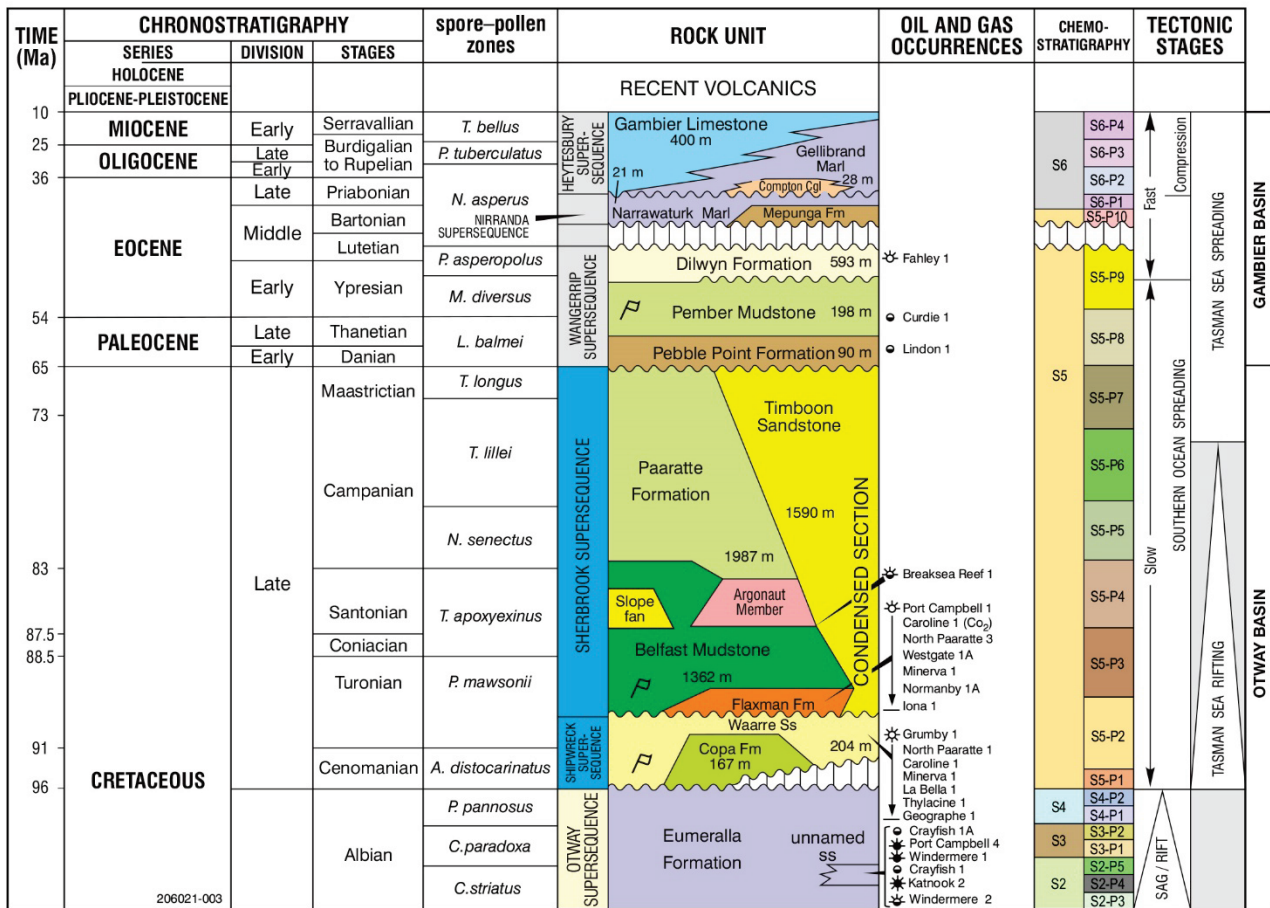 TIME
(Ma)
CHRONOSTRATIGRAPHY
SERIES
DIVISION
STAGES
spore–pollen
zones
ROCK UNIT
OIL AND GAS
OCCURRENCES
CHEMO-
STRATIGRAPHY
TECTONIC
STAGES
HOLOCENE
PLIOCENE-PLEISTOCENE
MIOCENE
OLIGOCENE
EOCENE
PALEOCENE
CRETACEOUS
10
25
36
54
65
73
83
87.5
88.5
91
96
Early
Late
Early
Late
Middle
Early
Late
Early
Late
Serravallian
Burdigalian
to Rupelian
Priabonian
Bartonian
Lutetian
Ypresian
Thanetian
Danian
Maastrictian
Campanian
Santonian
Coniacian
Turonian
Cenomanian
Albian
T. bellus
P. tuberculatus
N. asperus
NIRRANDA
SUPERSEQUENCE
P. asperopolus
M. diversus
L. balmei
T. longus
T. lillei
N. senectus
T. apoxyexinus
P. mawsonii
A. distocarinatus
P. pannosus
C.paradoxa
C.striatus
HEYTESBURY
SUPER-
SEQUENCE
WANGERRIP
SUPERSEQUENCE
SHERBROOK SUPERSEQUENCE
SHIPWRECK
SUPER-
SEQUENCE
OTWAY
SUPERSEQUENCE
RECENT VOLCANICS
Gambier Limestone
400 m
Gellibrand
Marl
21 m
28 m
Compton Cgl
Narrawaturk Marl
Mepunga Fm
Dilwyn Formation 593 m
Pember Mudstone 198 m
Pebble Point Formation 90 m
Timboon
Sandstone
Paaratte
Formation
1590 m
1987 m
CONDENSED SECTION
Slope
fan
Argonaut
Member
Belfast Mudstone
1362 m
Flaxman Fm
Waarre Ss
Copa Fm
167 m
204 m
Eumeralla
Formation
unnamed
ss
Fahley 1
Curdie 1
Lindon 1
Breaksea Reef 1
Port Campbell 1
Caroline 1 (Co2)
North Paaratte 3
Westgate 1A
Minerva 1
Normanby 1A
Iona 1
Grumby 1
North Paaratte 1
Caroline 1
Minerva 1
La Bella 1
Thylacine 1
Geographe 1
Crayfish 1A
Port Campbell 4
Windermere 1
Crayfish 1
Katnook 2
Windermere 2
S6
S5
S4
S3
S2
S6-P4
S6-P3
S6-P2
S6-P1
S5-P10
S5-P9
S5-P8
S5-P7
S5-P6
S5-P5
S5-P4
S5-P3
S5-P2
S5-P1
S4-P2
S4-P1
S3-P2
S3-P1
S2-P5
S2-P4
S2-P3
Fast
Compression
Slow
SOUTHERN OCEAN SPREADING
TASMAN SEA SPREADING
TASMAN SEA RIFTING
SAG / RIFT
GAMBIER BASIN
OTWAY BASIN
206021-003